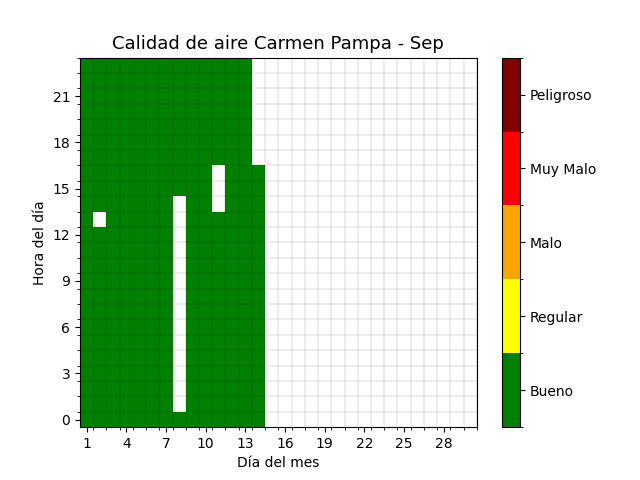 Calidad de aire Carmen Pampa - Sep
Hora del día
21
18
15
12
9
6
3
0
1 4 7 10 13 16 19 22 25 28
Día del mes
Peligroso
Muy Malo
Malo
Regular
Bueno